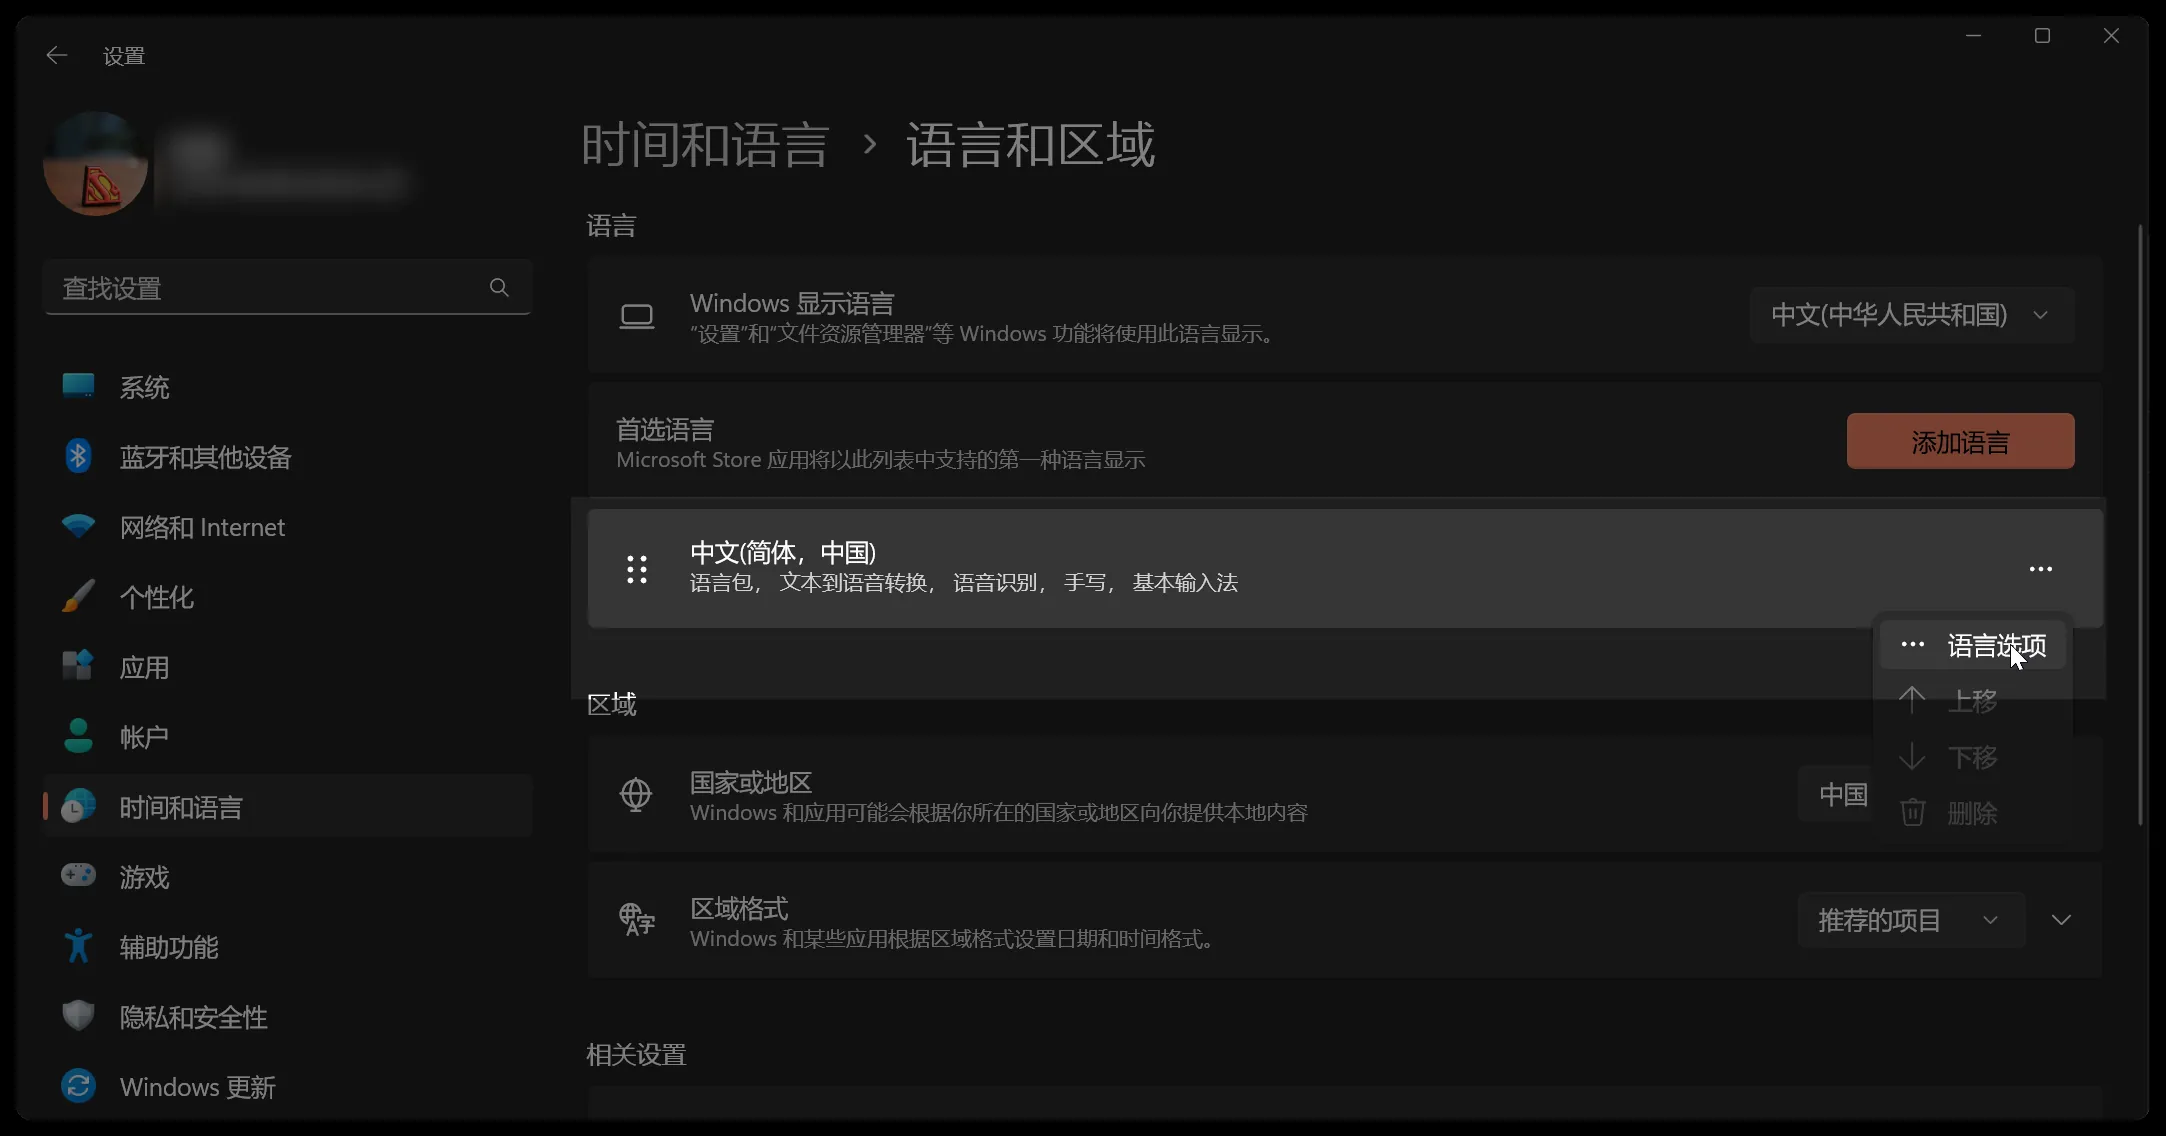 设置
查找设置
系统
蓝牙和其他设备
网络和 Internet
个性化
应用
帐户
时间和语言
游戏
辅助功能
隐私和安全性
Windows 更新
时间和语言 › 语言和区域
语言
Windows 显示语言
“设置”和“文件资源管理器”等 Windows 功能将使用此语言显示。
中文(中华人民共和国)
首选语言
Microsoft Store 应用将以此列表中支持的第一种语言显示
添加语言
中文(简体，中国)
语言包， 文本到语音转换， 语音识别， 手写， 基本输入法
语言选项
上移
下移
删除
区域
国家或地区
Windows 和应用可能会根据你所在的国家或地区向你提供本地内容
中国
区域格式
Windows 和某些应用根据区域格式设置日期和时间格式。
推荐的项目
相关设置